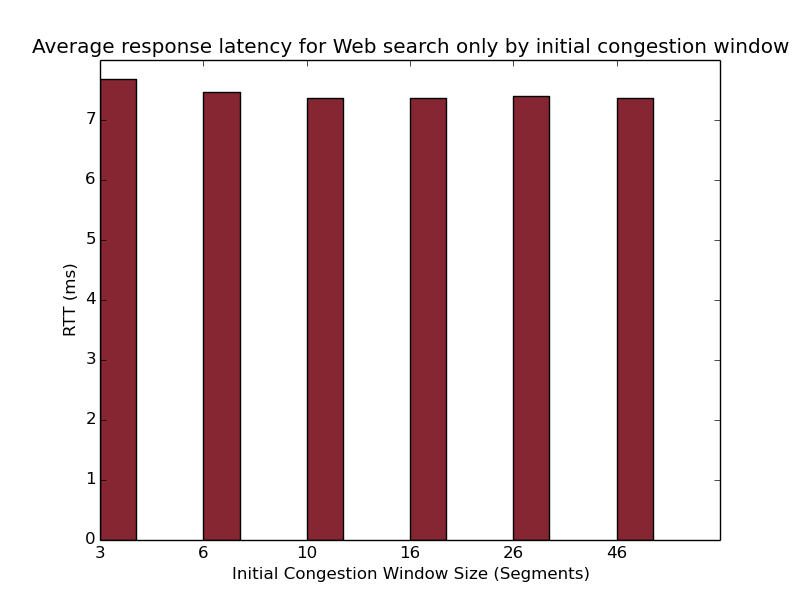 Average response latency for Web search only by initial congestion window
7
6
5
4
3
2
1
0
RTT (ms)
3 6 10 16 26 46
Initial Congestion Window Size (Segments)